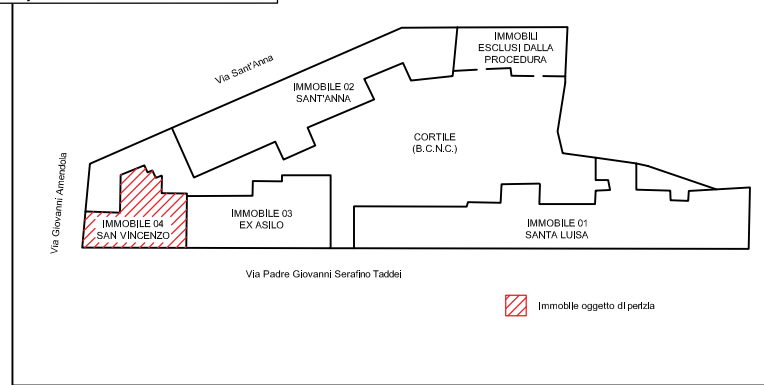 IMMOBILI
ESCLUSI DALLA
PROCEDURA
Via Sant'Anna
IMMOBILE 02
SANT'ANNA
CORTILE
(B.C.N.C.)
Via Giovanni Amendola
IMMOBILE 04
SAN VINCENZO
IMMOBILE 03
EX ASILO
IMMOBILE 01
SANTA LUISA
Via Padre Giovanni Serafino Taddei
Immobile oggetto di perizia